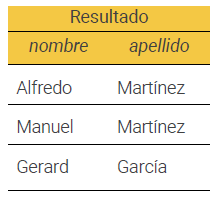 Resultado
nombre apellido
Alfredo Martínez
Manuel Martínez
Gerard García